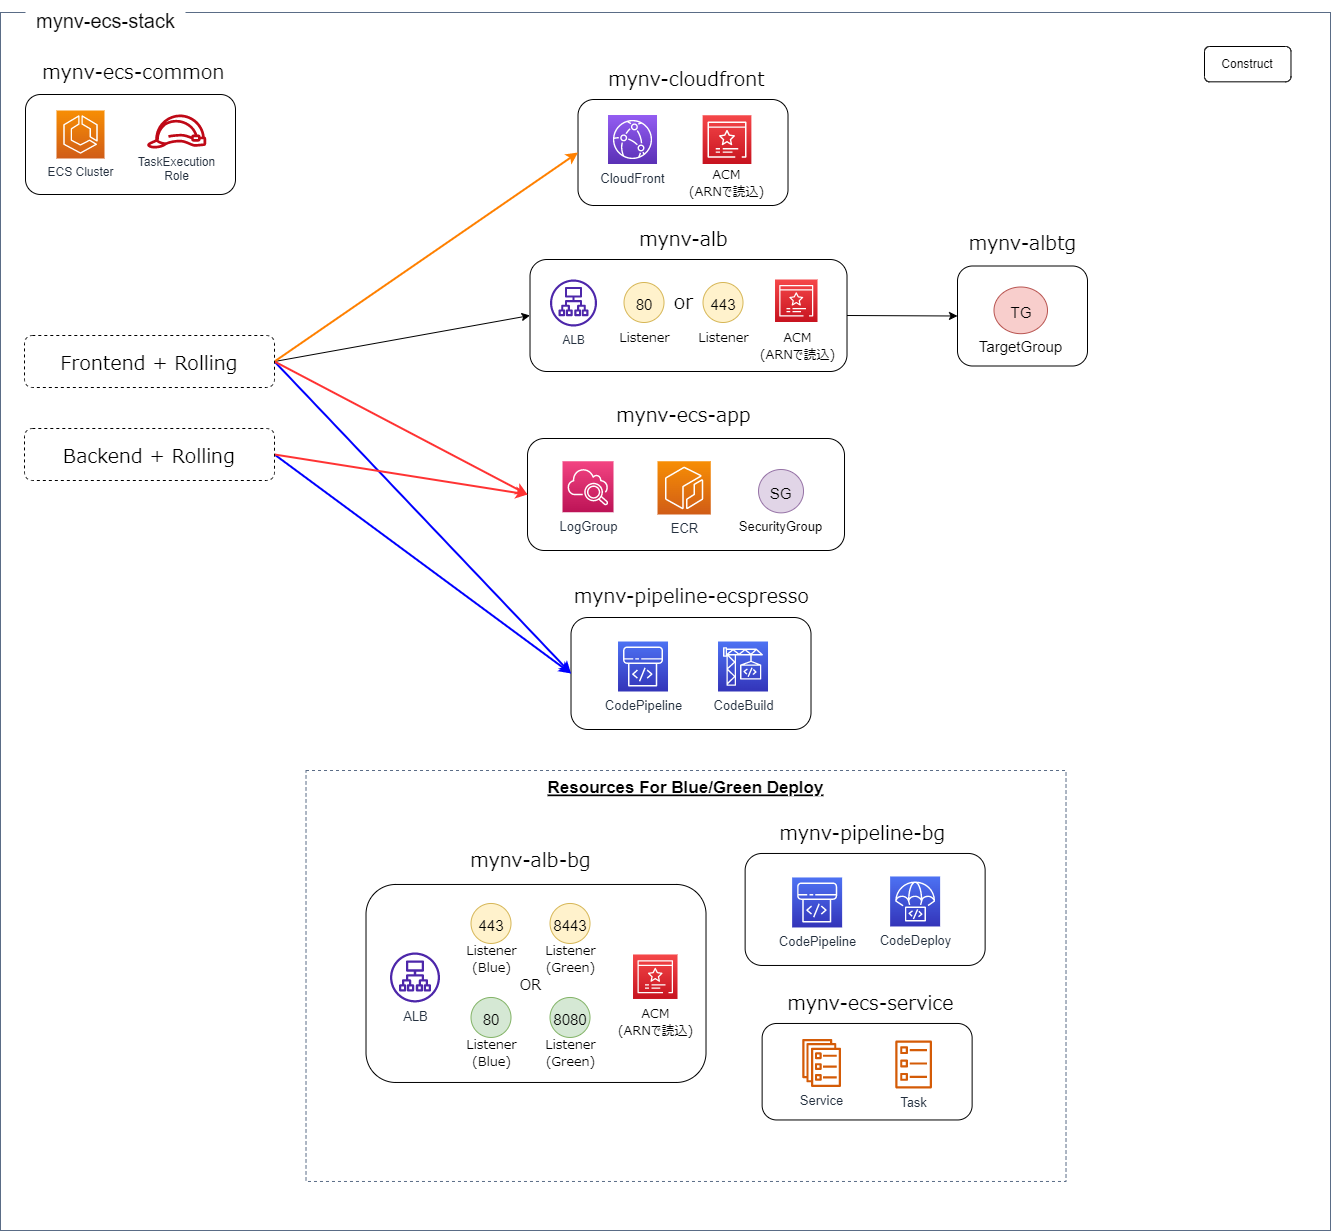 mynv-ecs-stack
Construct
mynv-ecs-common
ECS Cluster
TaskExecution
Role
mynv-cloudfront
CloudFront
ACM
(ARNで読込)
mynv-alb
ALB
80
Listener
or
443
Listener
ACM
(ARNで読込)
mynv-albtg
TG
TargetGroup
Frontend + Rolling
Backend + Rolling
mynv-ecs-app
LogGroup
ECR
SG
SecurityGroup
mynv-pipeline-ecspresso
CodePipeline
CodeBuild
Resources For Blue/Green Deploy
mynv-alb-bg
ALB
443
Listener
(Blue)
8443
Listener
(Green)
OR
80
Listener
(Blue)
8080
Listener
(Green)
ACM
(ARNで読込)
mynv-pipeline-bg
CodePipeline
CodeDeploy
mynv-ecs-service
Service
Task